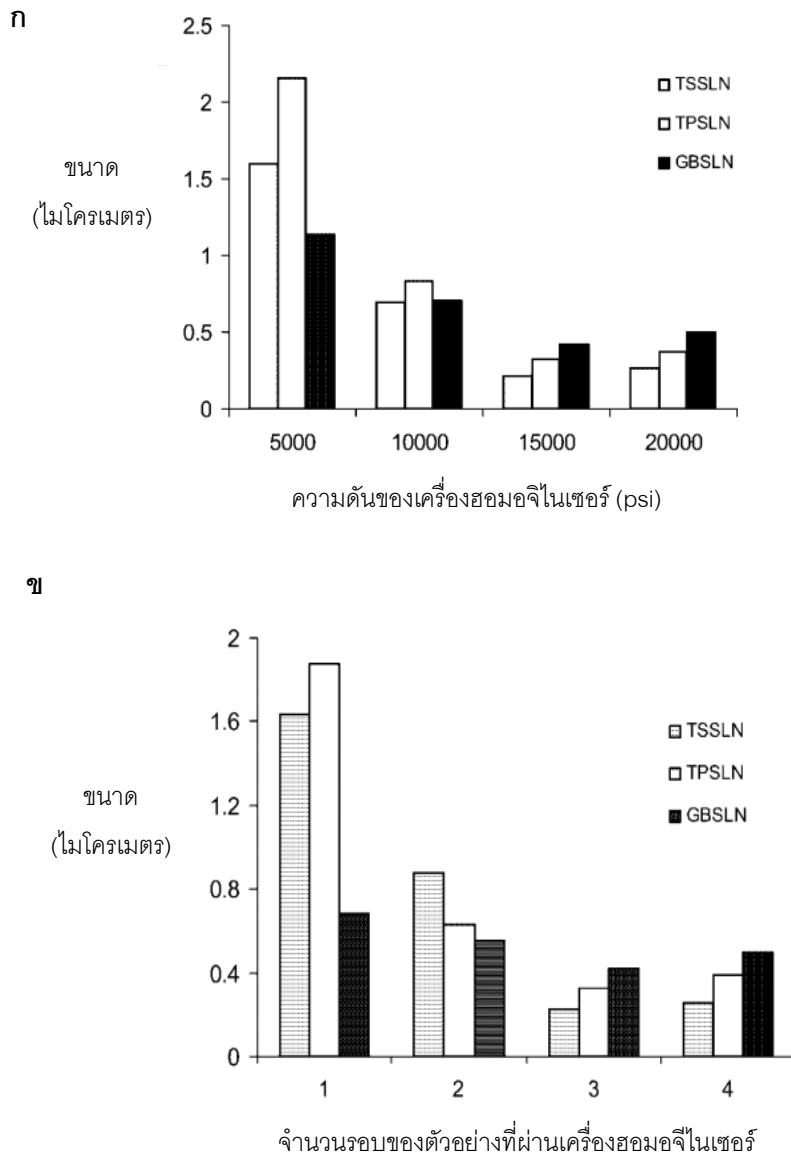 ก
2.5
2
1.5
1
0.5
0
ขนาด
(ไมโครเมตร)
TSSLN
TPSLN
GBSLN
5000 10000 15000 20000
ความดันของเครื่องฮอมอจิไนเซอร์ (psi)
ข
2
1.6
1.2
0.8
0.4
0
ขนาด
(ไมโครเมตร)
TSSLN
TPSLN
GBSLN
1 2 3 4
จำนวนรอบของตัวอย่างที่ผ่านเครื่องฮอมอจีไนเซอร์